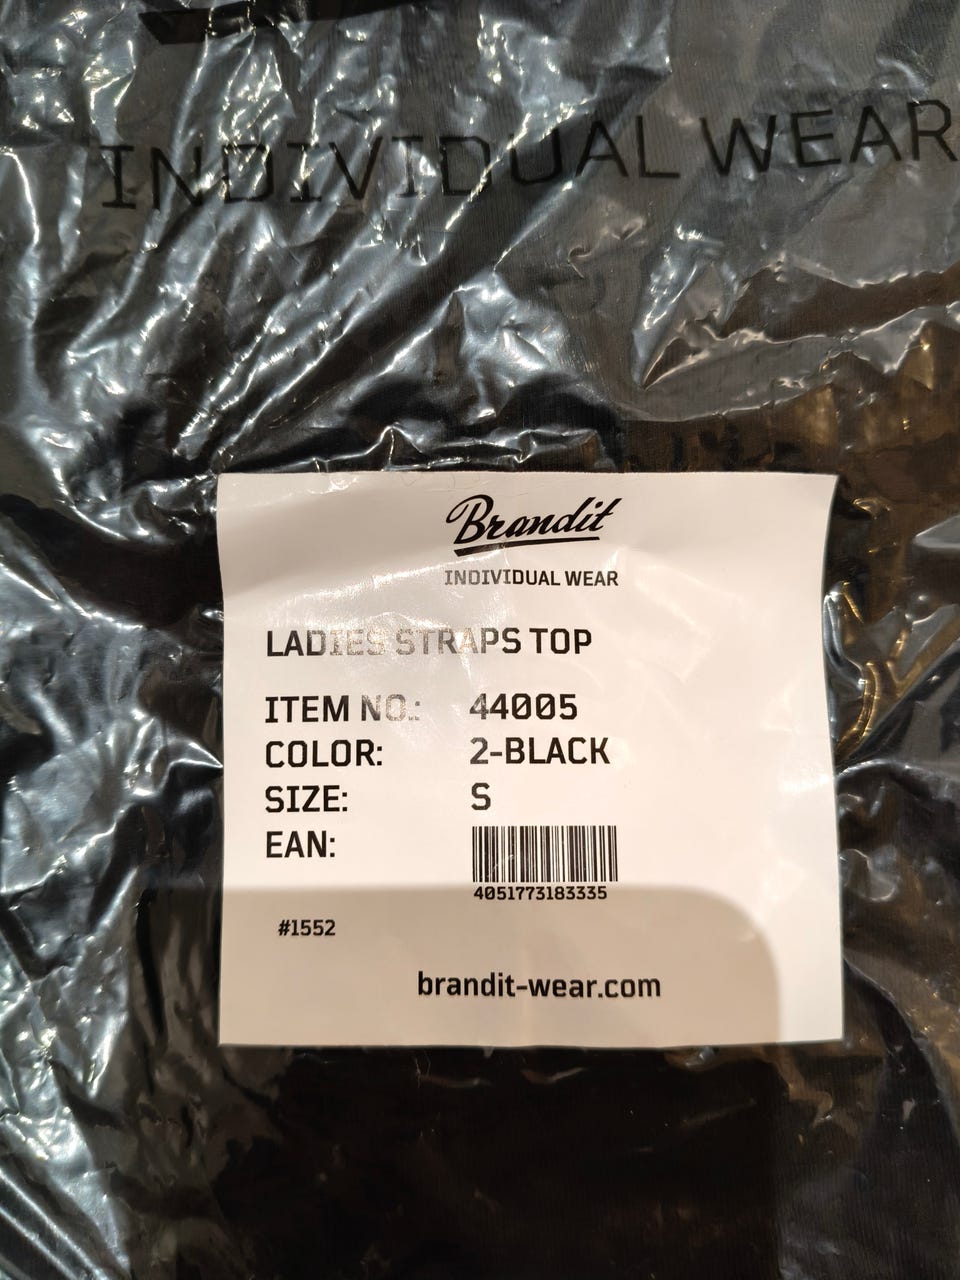 INDIVIDUAL WEAR
Brandit
INDIVIDUAL WEAR
LADIES STRAPS TOP
ITEM NO.: 44005
COLOR: 2-BLACK
SIZE: S
EAN:
4051773183335
#1552
brandit-wear.com